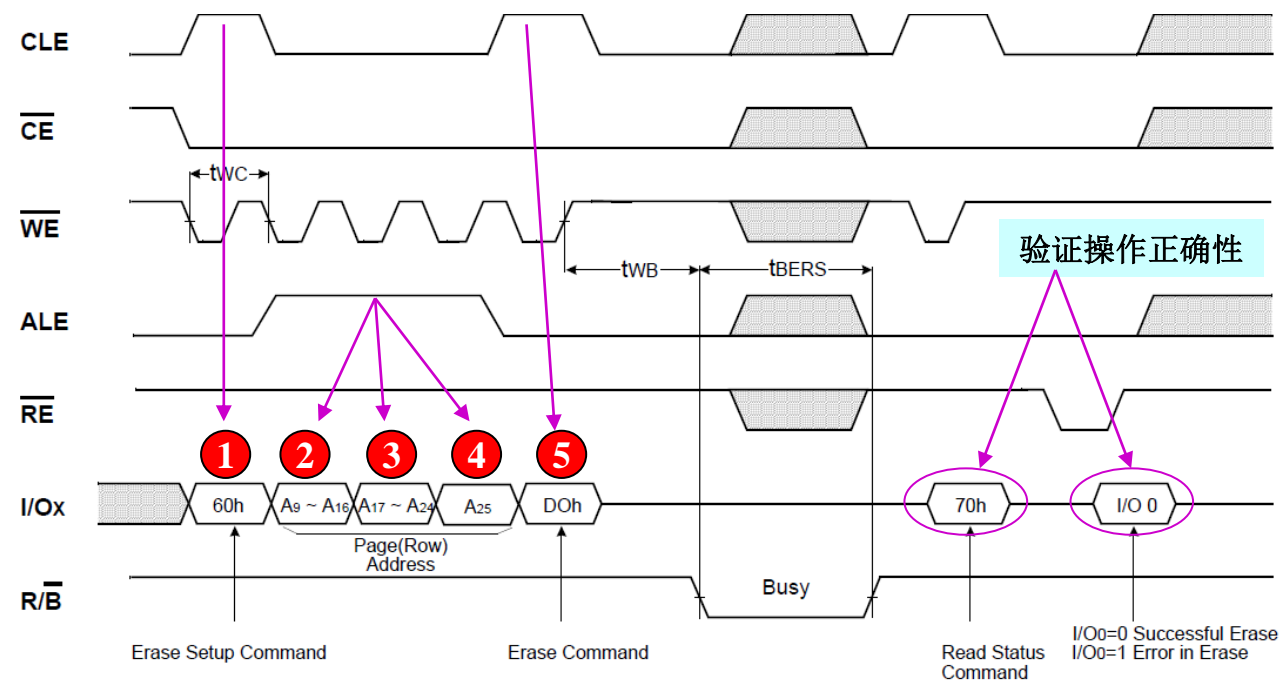 CLE
CE
tWC
WE
验证操作正确性
tWB
tBERS
ALE
RE
1 2 3 4 5
I/Ox
60h A9 ~ A16 A17 ~ A24 A25 DOh 70h I/O 0
Page(Row)
Address
R/B
Busy
Erase Setup Command
Erase Command
Read Status
Command
I/O0=0 Successful Erase
I/O0=1 Error in Erase